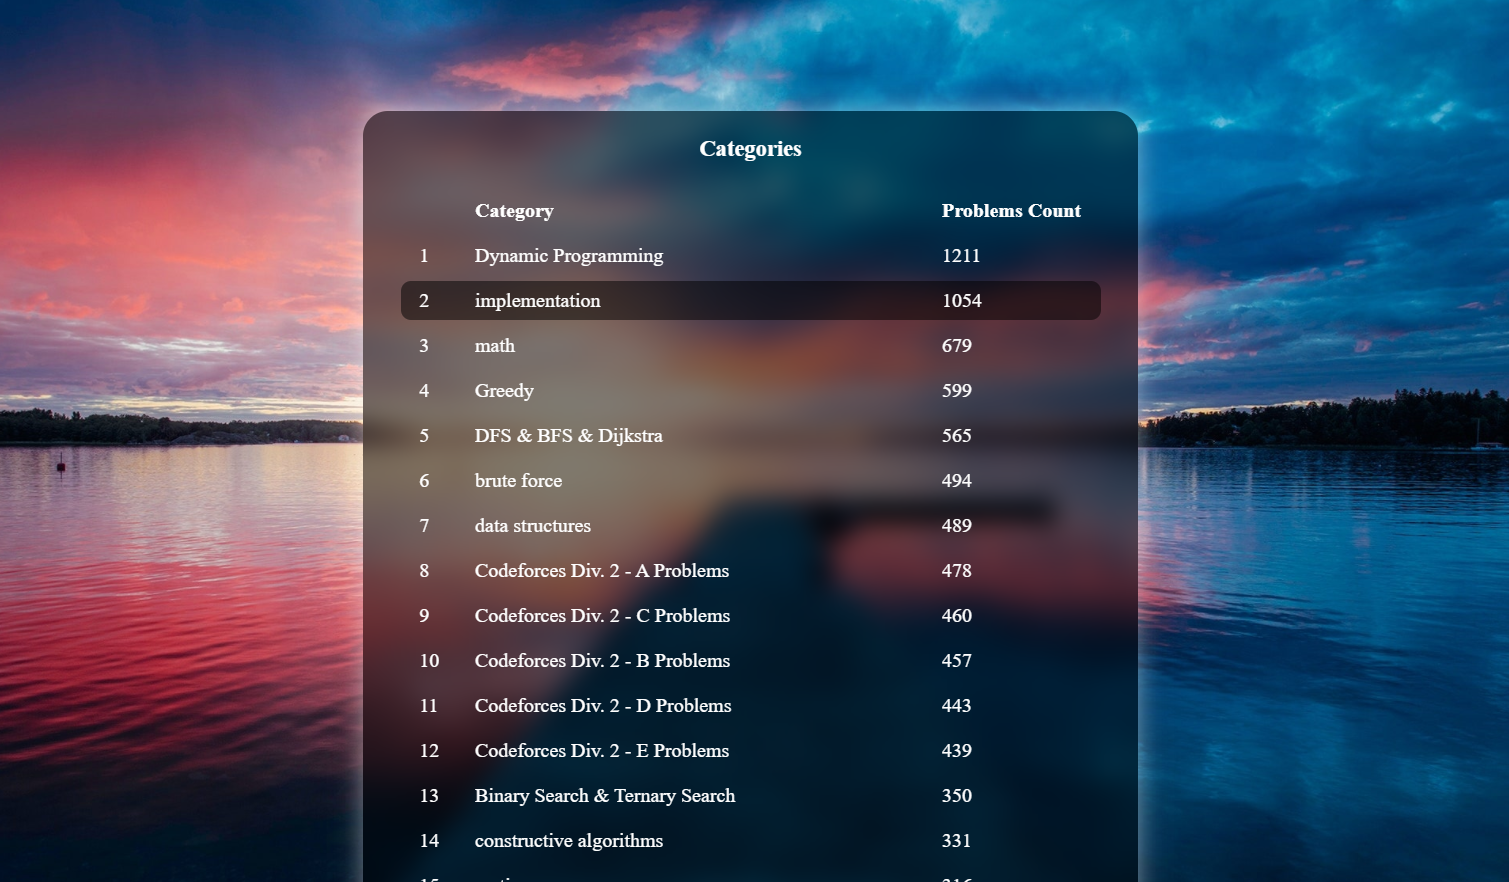 Categories
Category Problems Count
1 Dynamic Programming 1211
2 implementation 1054
3 math 679
4 Greedy 599
5 DFS & BFS & Dijkstra 565
6 brute force 494
7 data structures 489
8 Codeforces Div. 2 - A Problems 478
9 Codeforces Div. 2 - C Problems 460
10 Codeforces Div. 2 - B Problems 457
11 Codeforces Div. 2 - D Problems 443
12 Codeforces Div. 2 - E Problems 439
13 Binary Search & Ternary Search 350
14 constructive algorithms 331